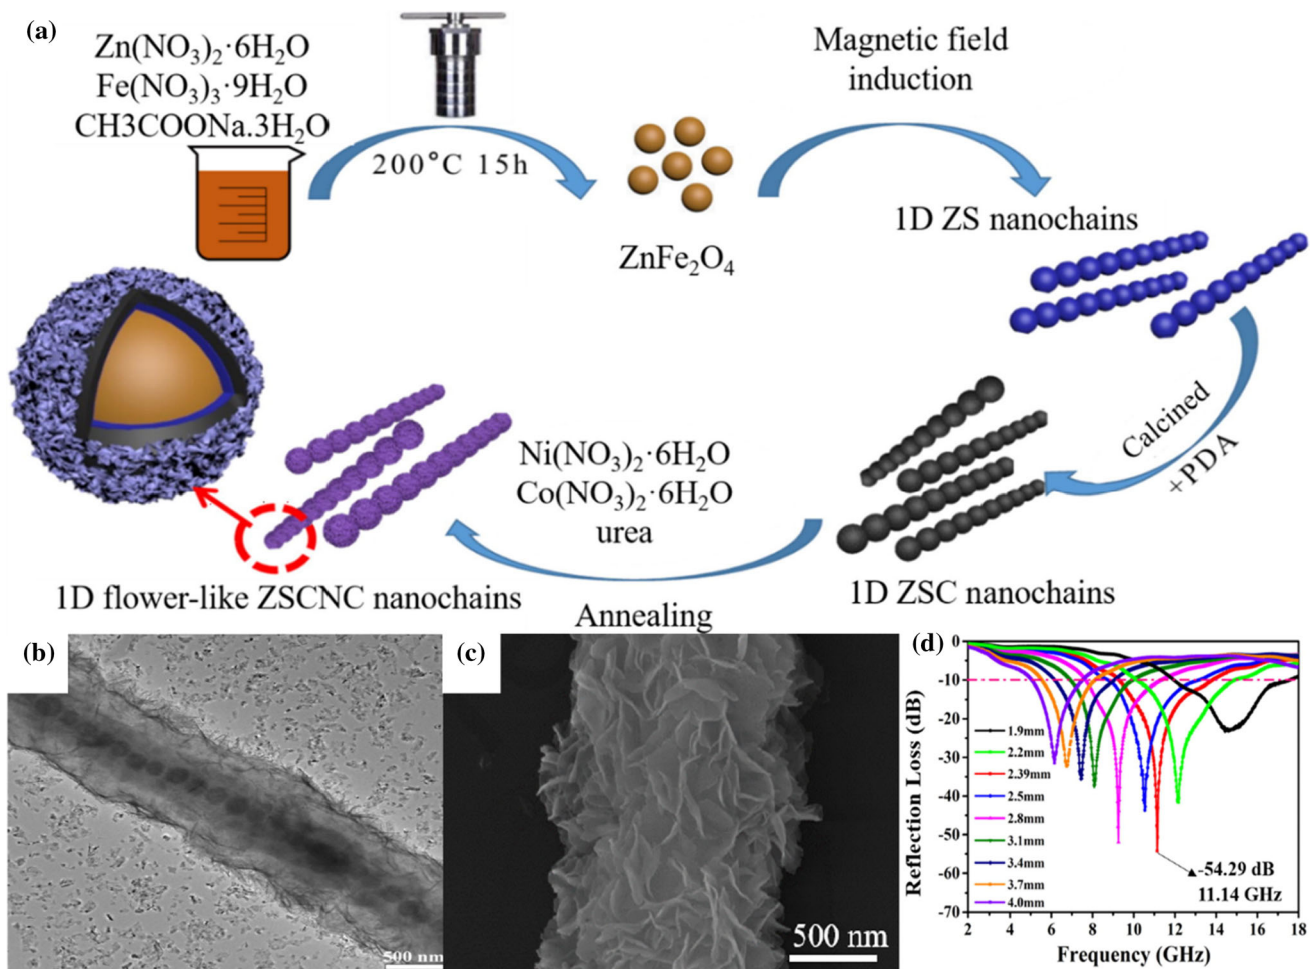 (a)
Zn(NO₃)₂·6H₂O
Fe(NO₃)₃·9H₂O
CH3COONa.3H₂O
200°C 15h
ZnFe₂O₄
Magnetic field
induction
1D ZS nanochains
Calcined
+PDA
1D ZSC nanochains
Ni(NO₃)₂·6H₂O
Co(NO₃)₂·6H₂O
urea
Annealing
1D flower-like ZSCNC nanochains
(b)
500 nm
(c)
500 nm
(d)
Reflection Loss (dB)
0
-10
-20
-30
-40
-50
-60
-70
1.9mm
2.2mm
2.39mm
2.5mm
2.8mm
3.1mm
3.4mm
3.7mm
4.0mm
-54.29 dB
11.14 GHz
2 4 6 8 10 12 14 16 18
Frequency (GHz)